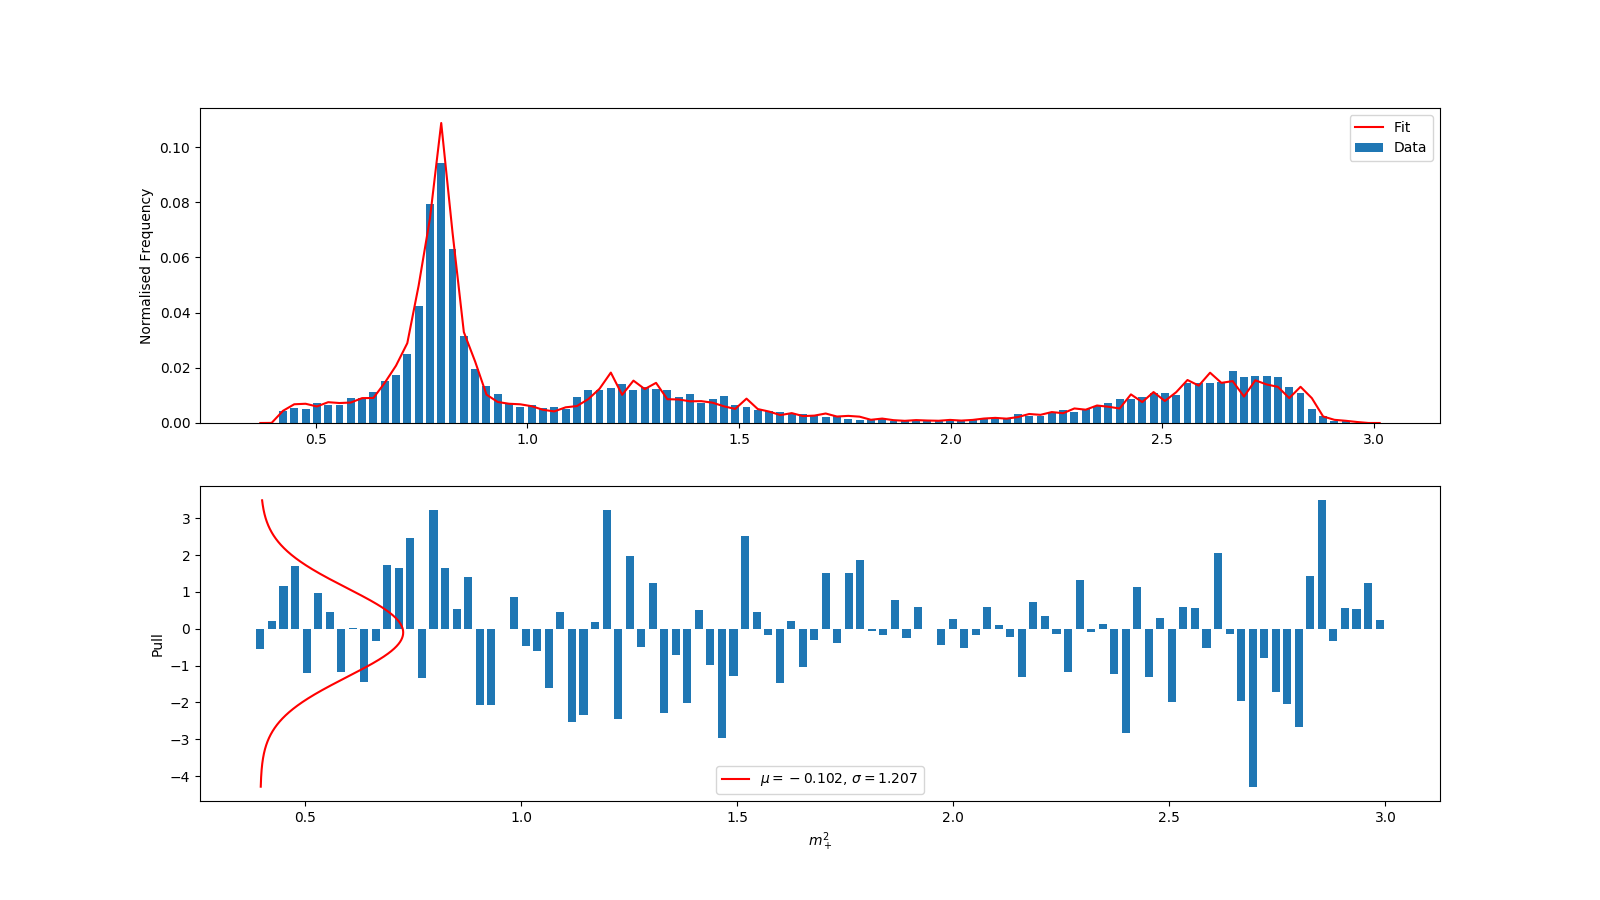 Normalised Frequency
0.10
0.08
0.06
0.04
0.02
0.00
Fit
Data
0.5 1.0 1.5 2.0 2.5 3.0
Pull
3
2
1
0
−1
−2
−3
−4
μ = −0.102, σ = 1.207
0.5 1.0 1.5 2.0 2.5 3.0
m²₊